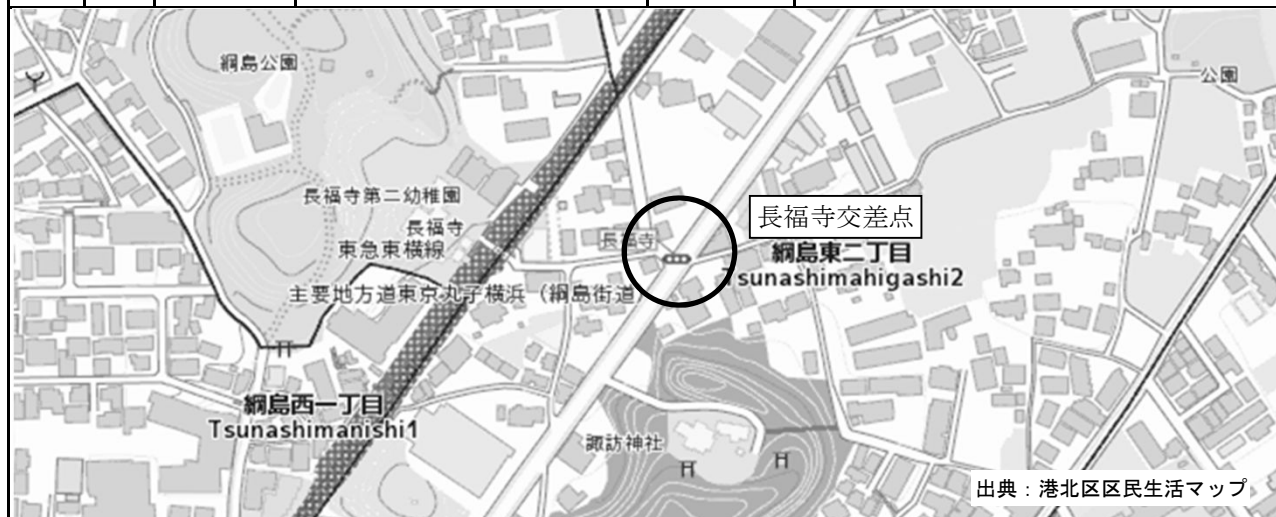 綱島公園
公園
長福寺第二幼稚園
長福寺
東急東横線
長福寺
長福寺交差点
綱島東二丁目
Tsunashimahigashi2
主要地方道東京丸子横浜(綱島街道)
綱島西一丁目
Tsunashimanishi1
諏訪神社
出典:港北区区民生活マップ